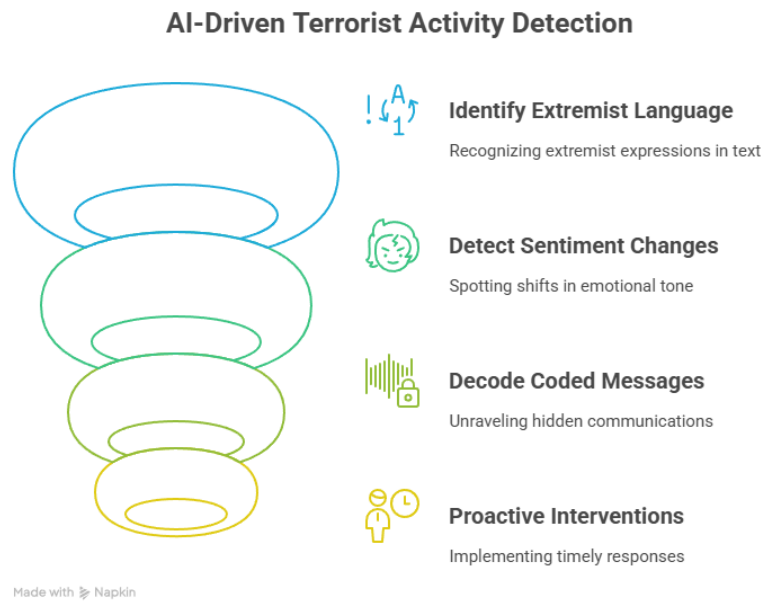 AI-Driven Terrorist Activity Detection
! A 1
Identify Extremist Language
Recognizing extremist expressions in text
Detect Sentiment Changes
Spotting shifts in emotional tone
Decode Coded Messages
Unraveling hidden communications
Proactive Interventions
Implementing timely responses
Made with Napkin